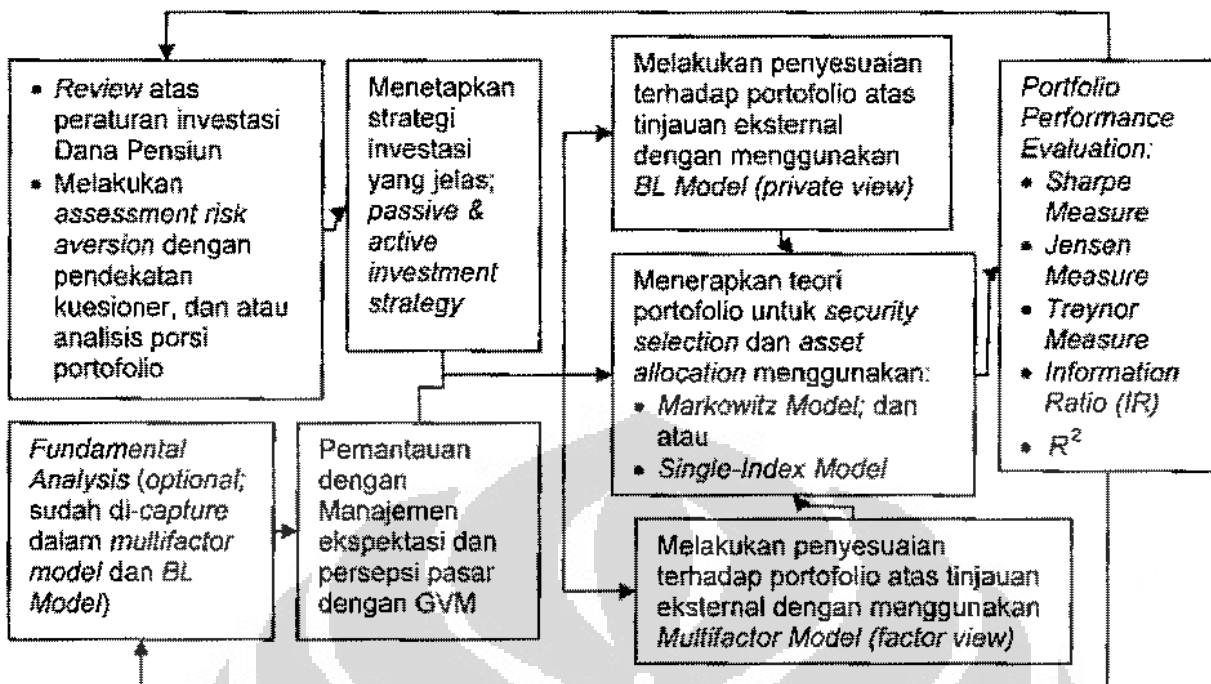 • Review atas
peraturan investasi
Dana Pensiun
• Melakukan
assessment risk
aversion dengan
pendekatan
kuesioner, dan atau
analisis porsi
portofolio
Menetapkan
strategi
investasi
yang jelas;
passive &
active
investment
strategy
Melakukan penyesuaian
terhadap portofolio atas
tinjauan eksternal
dengan menggunakan
BL Model (private view)
Menerapkan teori
portofolio untuk security
selection dan asset
allocation menggunakan:
• Markowitz Model; dan
atau
• Single-Index Model
Portfolio
Performance
Evaluation:
• Sharpe
Measure
• Jensen
Measure
• Treynor
Measure
• Information
Ratio (IR)
• R²
Fundamental
Analysis (optional;
sudah di-capture
dalam multifactor
model dan BL
Model)
Pemantauan
dengan
Manajemen
ekspektasi dan
persepsi pasar
dengan GVM
Melakukan penyesuaian
terhadap portofolio atas tinjauan
eksternal dengan menggunakan
Multifactor Model (factor view)